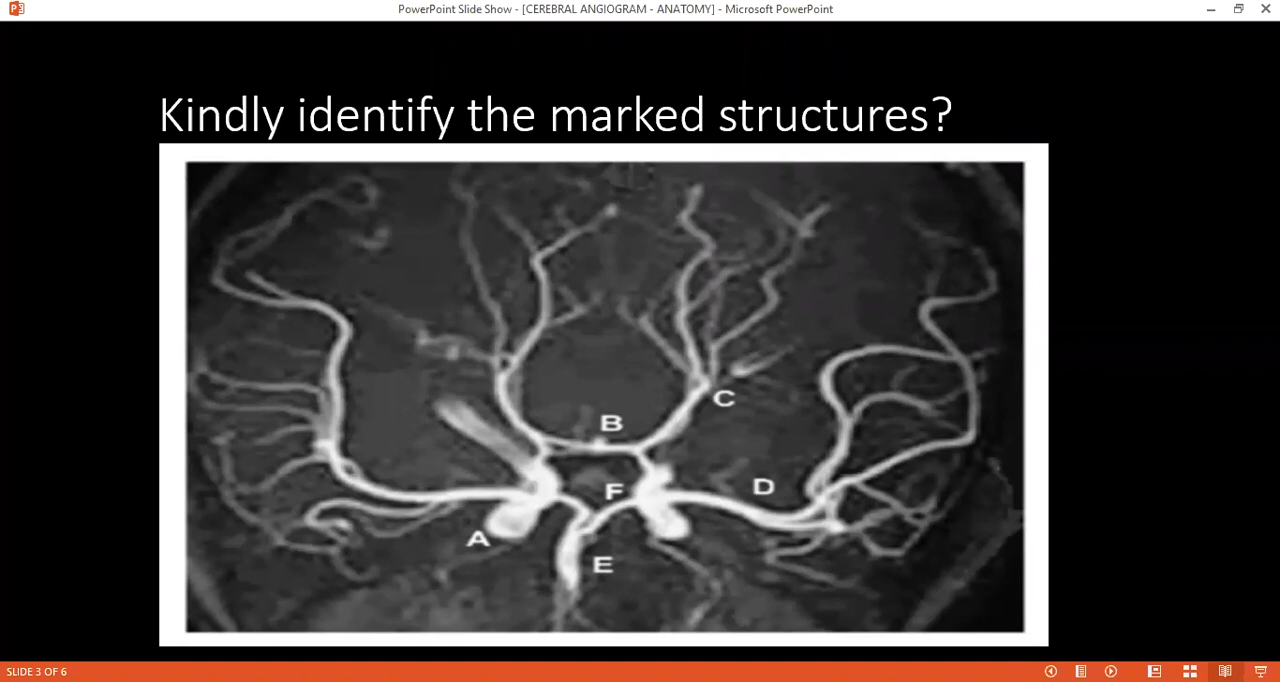 PowerPoint Slide Show - [CEREBRAL ANGIOGRAM - ANATOMY] - Microsoft PowerPoint
Kindly identify the marked structures?
C
B
D
F
A
E
SLIDE 3 OF 6